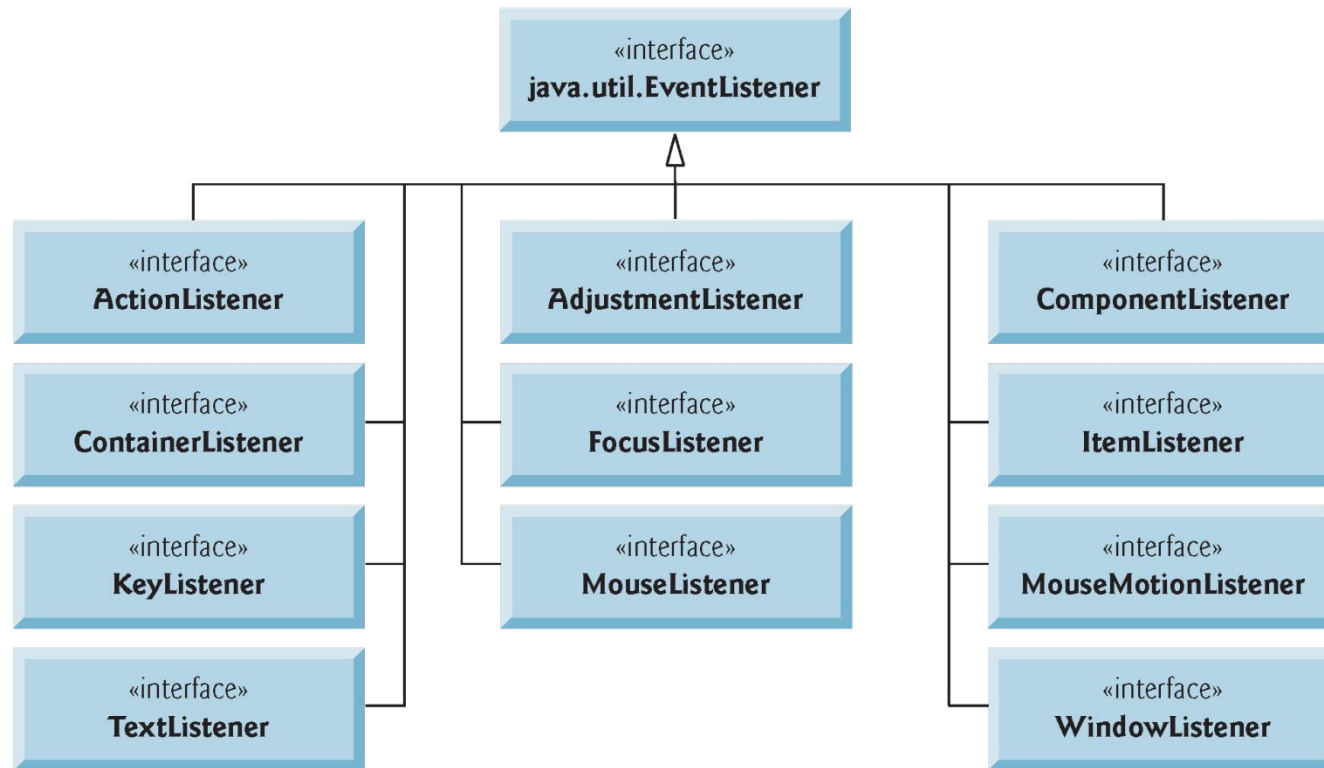 «interface»
java.util.EventListener
«interface»
ActionListener
«interface»
AdjustmentListener
«interface»
ComponentListener
«interface»
ContainerListener
«interface»
FocusListener
«interface»
ItemListener
«interface»
KeyListener
«interface»
MouseListener
«interface»
MouseMotionListener
«interface»
TextListener
«interface»
WindowListener